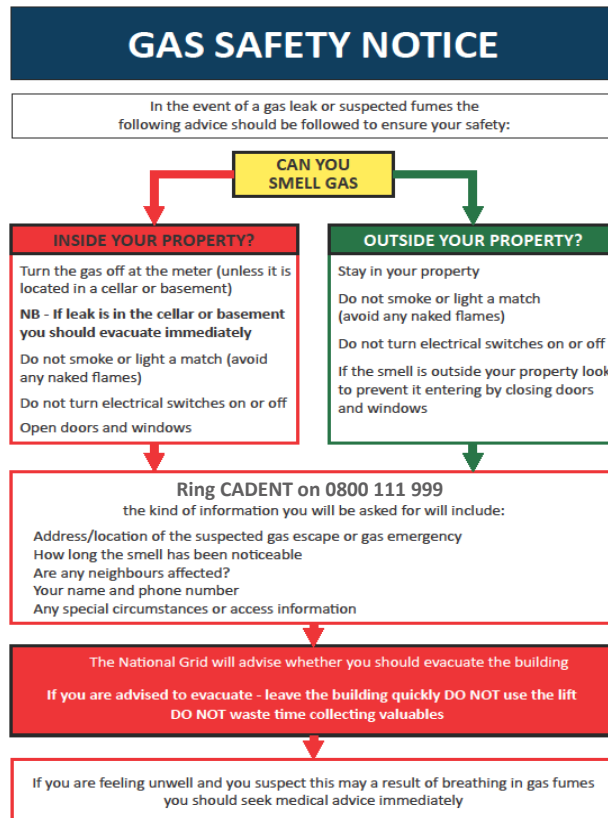 GAS SAFETY NOTICE
In the event of a gas leak or suspected fumes the
following advice should be followed to ensure your safety:
CAN YOU
SMELL GAS
INSIDE YOUR PROPERTY?
Turn the gas off at the meter (unless it is
located in a cellar or basement)
NB - If leak is in the cellar or basement
you should evacuate immediately
Do not smoke or light a match (avoid
any naked flames)
Do not turn electrical switches on or off
Open doors and windows
OUTSIDE YOUR PROPERTY?
Stay in your property
Do not smoke or light a match
(avoid any naked flames)
Do not turn electrical switches on or off
If the smell is outside your property look
to prevent it entering by closing doors
and windows
Ring CADENT on 0800 111 999
the kind of information you will be asked for will include:
Address/location of the suspected gas escape or gas emergency
How long the smell has been noticeable
Are any neighbours affected?
Your name and phone number
Any special circumstances or access information
The National Grid will advise whether you should evacuate the building
If you are advised to evacuate - leave the building quickly DO NOT use the lift
DO NOT waste time collecting valuables
If you are feeling unwell and you suspect this may a result of breathing in gas fumes
you should seek medical advice immediately